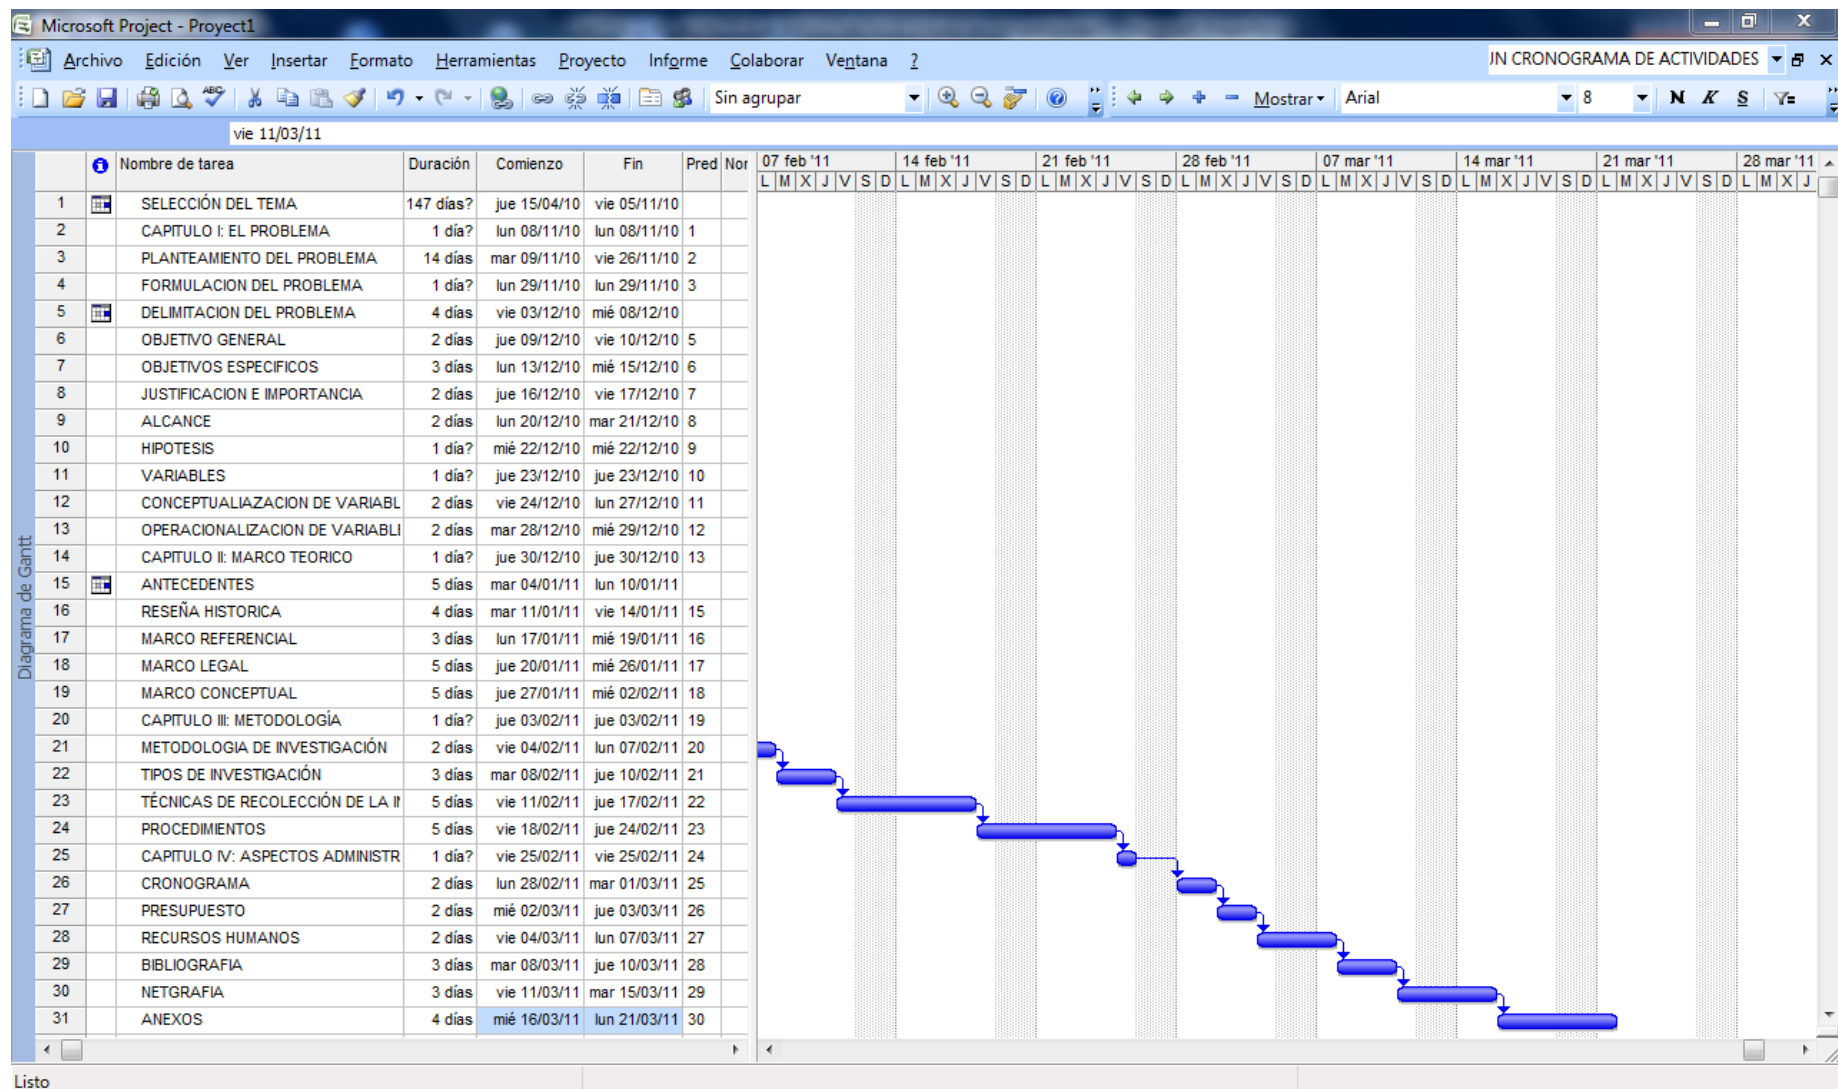 Microsoft Project - Proyect1
Archivo Edición Ver Insertar Formato Herramientas Proyecto Informe Colaborar Ventana ? JN CRONOGRAMA DE ACTIVIDADES
Sin agrupar Mostrar Arial 8 N K S
vie 11/03/11
Nombre de tarea Duración Comienzo Fin Pred Nor 07 feb '11 14 feb '11 21 feb '11 28 feb '11 07 mar '11 14 mar '11 21 mar '11 28 mar '11
L M X J V S D L M X J V S D L M X J V S D L M X J V S D L M X J V S D L M X J V S D L M X J V S D L M X J
1 SELECCIÓN DEL TEMA 147 días? jue 15/04/10 vie 05/11/10
2 CAPITULO I: EL PROBLEMA 1 día? lun 08/11/10 lun 08/11/10 1
3 PLANTEAMIENTO DEL PROBLEMA 14 días mar 09/11/10 vie 26/11/10 2
4 FORMULACION DEL PROBLEMA 1 día? lun 29/11/10 lun 29/11/10 3
5 DELIMITACION DEL PROBLEMA 4 días vie 03/12/10 mié 08/12/10
6 OBJETIVO GENERAL 2 días jue 09/12/10 vie 10/12/10 5
7 OBJETIVOS ESPECIFICOS 3 días lun 13/12/10 mié 15/12/10 6
8 JUSTIFICACION E IMPORTANCIA 2 días jue 16/12/10 vie 17/12/10 7
9 ALCANCE 2 días lun 20/12/10 mar 21/12/10 8
10 HIPOTESIS 1 día? mié 22/12/10 mié 22/12/10 9
11 VARIABLES 1 día? jue 23/12/10 jue 23/12/10 10
12 CONCEPTUALIAZACION DE VARIABL 2 días vie 24/12/10 lun 27/12/10 11
13 OPERACIONALIZACION DE VARIABLE 2 días mar 28/12/10 mié 29/12/10 12
14 CAPITULO II: MARCO TEORICO 1 día? jue 30/12/10 jue 30/12/10 13
15 ANTECEDENTES 5 días mar 04/01/11 lun 10/01/11
16 RESEÑA HISTORICA 4 días mar 11/01/11 vie 14/01/11 15
17 MARCO REFERENCIAL 3 días lun 17/01/11 mié 19/01/11 16
18 MARCO LEGAL 5 días jue 20/01/11 mié 26/01/11 17
19 MARCO CONCEPTUAL 5 días jue 27/01/11 mié 02/02/11 18
20 CAPITULO III: METODOLOGÍA 1 día? jue 03/02/11 jue 03/02/11 19
21 METODOLOGIA DE INVESTIGACIÓN 2 días vie 04/02/11 lun 07/02/11 20
22 TIPOS DE INVESTIGACIÓN 3 días mar 08/02/11 jue 10/02/11 21
23 TÉCNICAS DE RECOLECCIÓN DE LA II 5 días vie 11/02/11 jue 17/02/11 22
24 PROCEDIMIENTOS 5 días vie 18/02/11 jue 24/02/11 23
25 CAPITULO IV: ASPECTOS ADMINISTR 1 día? vie 25/02/11 vie 25/02/11 24
26 CRONOGRAMA 2 días lun 28/02/11 mar 01/03/11 25
27 PRESUPUESTO 2 días mié 02/03/11 jue 03/03/11 26
28 RECURSOS HUMANOS 2 días vie 04/03/11 lun 07/03/11 27
29 BIBLIOGRAFIA 3 días mar 08/03/11 jue 10/03/11 28
30 NETGRAFIA 3 días vie 11/03/11 mar 15/03/11 29
31 ANEXOS 4 días mié 16/03/11 lun 21/03/11 30
Diagrama de Gantt
Listo